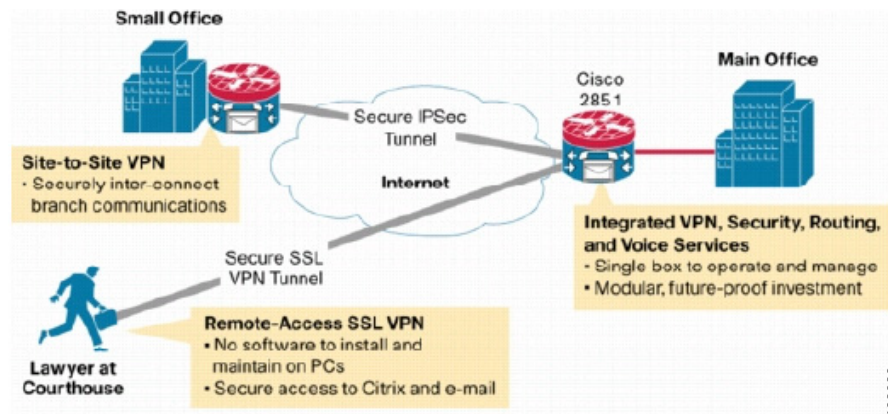 Small Office
Main Office
Cisco
2851
Secure IPSec
Tunnel
Internet
Site-to-Site VPN
• Securely inter-connect
branch communications
Integrated VPN, Security, Routing,
and Voice Services
• Single box to operate and manage
• Modular, future-proof investment
Secure SSL
VPN Tunnel
Remote-Access SSL VPN
• No software to install and
maintain on PCs
• Secure access to Citrix and e-mail
Lawyer at
Courthouse